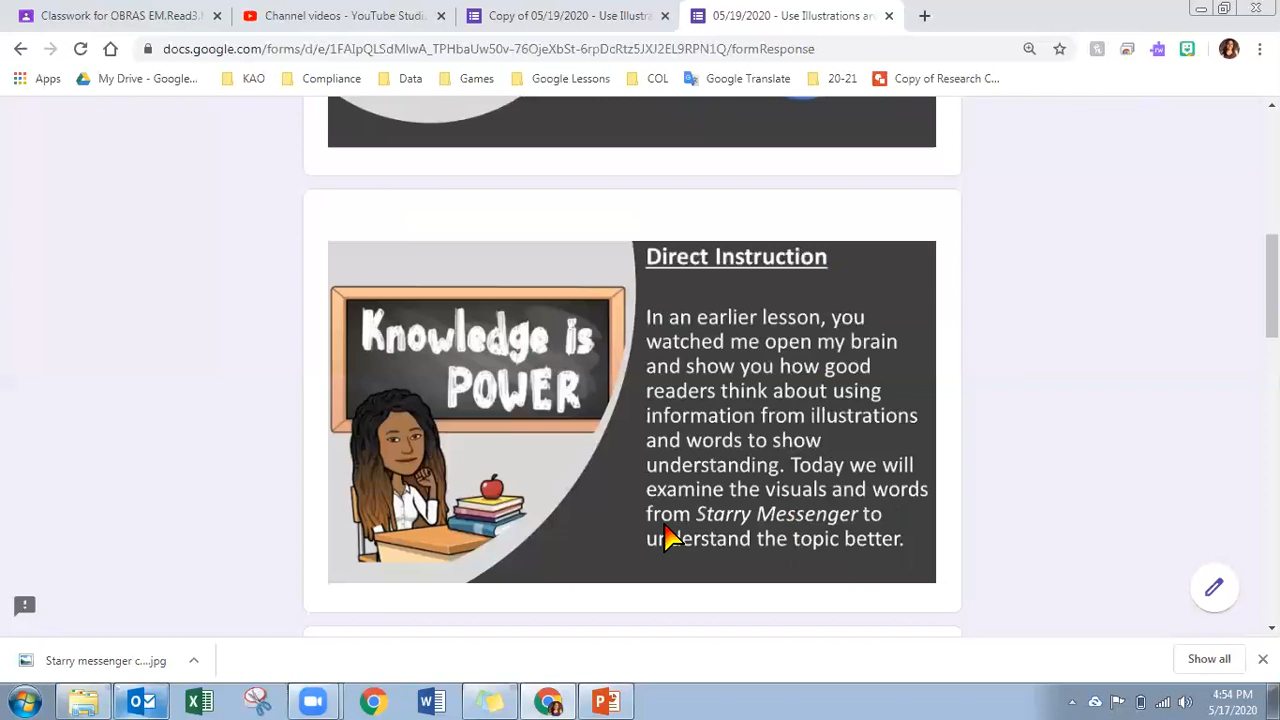 Classwork for OBRAS EM.Read3.
Channel videos - YouTube Studi
Copy of 05/19/2020 - Use Illustra
05/19/2020 - Use Illustrations an
docs.google.com/forms/d/e/1FAIpQLSdMlwA_TPHbaUw50v-76OjeXbSt-6rpDcRtz5JXJ2EL9RPN1Q/formResponse
Apps
My Drive - Google...
KAO
Compliance
Data
Games
Google Lessons
COL
Google Translate
20-21
Copy of Research C...
Knowledge is
POWER
Direct Instruction
In an earlier lesson, you
watched me open my brain
and show you how good
readers think about using
information from illustrations
and words to show
understanding. Today we will
examine the visuals and words
from Starry Messenger to
understand the topic better.
Starry messenger c....jpg
Show all
4:54 PM
5/17/2020